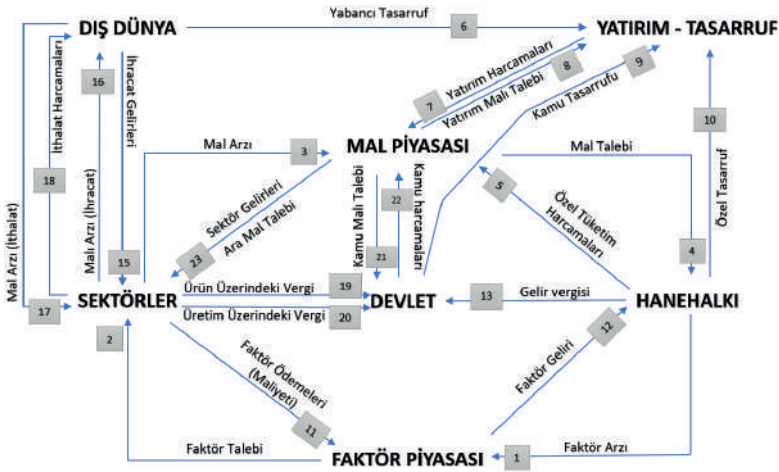 Yabancı Tasarruf
6
DIŞ DÜNYA
YATIRIM - TASARRUF
Yatırım Harcamaları
7
Yatırım Malı Talebi
8
Kamu Tasarrufu
9
10
Özel Tasarruf
16
İhracat Gelirleri
15
İthalat Harcamaları
18
Mal Arzı (İhracat)
Mal Arzı (İthalat)
17
Mal Arzı
3
MAL PİYASASI
Mal Talebi
4
Sektör Gelirleri
Ara Mal Talebi
23
Kamu Malı Talebi
21
22
Kamu harcamaları
5
Özel Tüketim
Harcamaları
SEKTÖRLER
Ürün Üzerindeki Vergi
19
Üretim Üzerindeki Vergi
20
DEVLET
13
Gelir vergisi
HANEHALKI
2
Faktör Ödemeleri
(Maliyeti)
11
Faktör Geliri
12
Faktör Talebi
FAKTÖR PİYASASI
1
Faktör Arzı